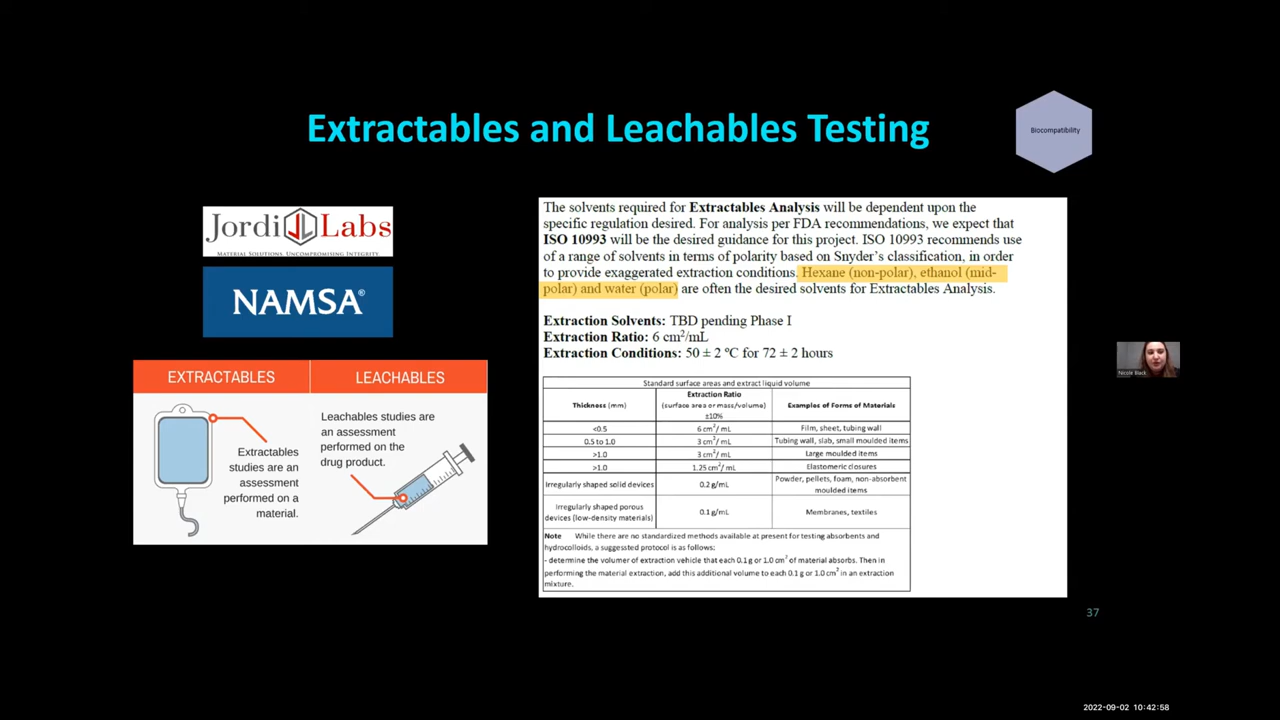 Extractables and Leachables Testing
Biocompatibility
Jordi Labs
MATERIAL SOLUTIONS. UNCOMPROMISING INTEGRITY.
NAMSA®
EXTRACTABLES
LEACHABLES
Extractables
studies are an
assessment
performed on a
material.
Leachables studies are
an assessment
performed on the
drug product.
The solvents required for Extractables Analysis will be dependent upon the
specific regulation desired. For analysis per FDA recommendations, we expect that
ISO 10993 will be the desired guidance for this project. ISO 10993 recommends use
of a range of solvents in terms of polarity based on Snyder's classification, in order
to provide exaggerated extraction conditions. Hexane (non-polar), ethanol (mid-
polar) and water (polar) are often the desired solvents for Extractables Analysis.
Extraction Solvents: TBD pending Phase I
Extraction Ratio: 6 cm²/mL
Extraction Conditions: 50 ± 2 ºC for 72 ± 2 hours
Standard surface areas and extract liquid volume
Thickness (mm) Extraction Ratio (surface area or mass/volume) ±10% Examples of Forms of Materials
<0.5 6 cm²/ mL Film, sheet, tubing wall
0.5 to 1.0 3 cm²/ mL Tubing wall, slab, small moulded items
>1.0 3 cm²/ mL Large moulded items
>1.0 1.25 cm²/ mL Elastomeric closures
Irregularly shaped solid devices 0.2 g/mL Powder, pellets, foam, non-absorbent moulded items
Irregularly shaped porous devices (low-density materials) 0.1 g/mL Membranes, textiles
Note While there are no standardized methods available at present for testing absorbents and
hydrocolloids, a suggessted protocol is as follows:
- determine the volumer of extraction vehicle that each 0.1 g or 1.0 cm² of material absorbs. Then in
performing the material extraction, add this additional volume to each 0.1 g or 1.0 cm² in an extraction
mixture.
Nicole Black
37
2022-09-02 10:42:58